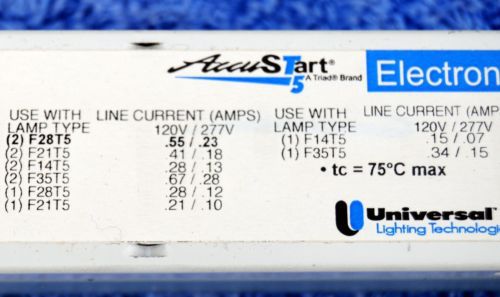 AccuSTart® Electron
5 A Triad® Brand
USE WITH LINE CURRENT (AMPS) USE WITH LINE CURRENT (AMPS)
LAMP TYPE 120V / 277V LAMP TYPE 120V / 277V
(2) F28T5 .55 / .23 (1) F14T5 .15 / .07
(2) F21T5 .41 / .18 (1) F35T5 .34 / .15
(2) F14T5 .28 / .13
(2) F35T5 .67 / .28
(1) F28T5 .28 / .12
(1) F21T5 .21 / .10
• tc = 75°C max
Universal
Lighting Technologie